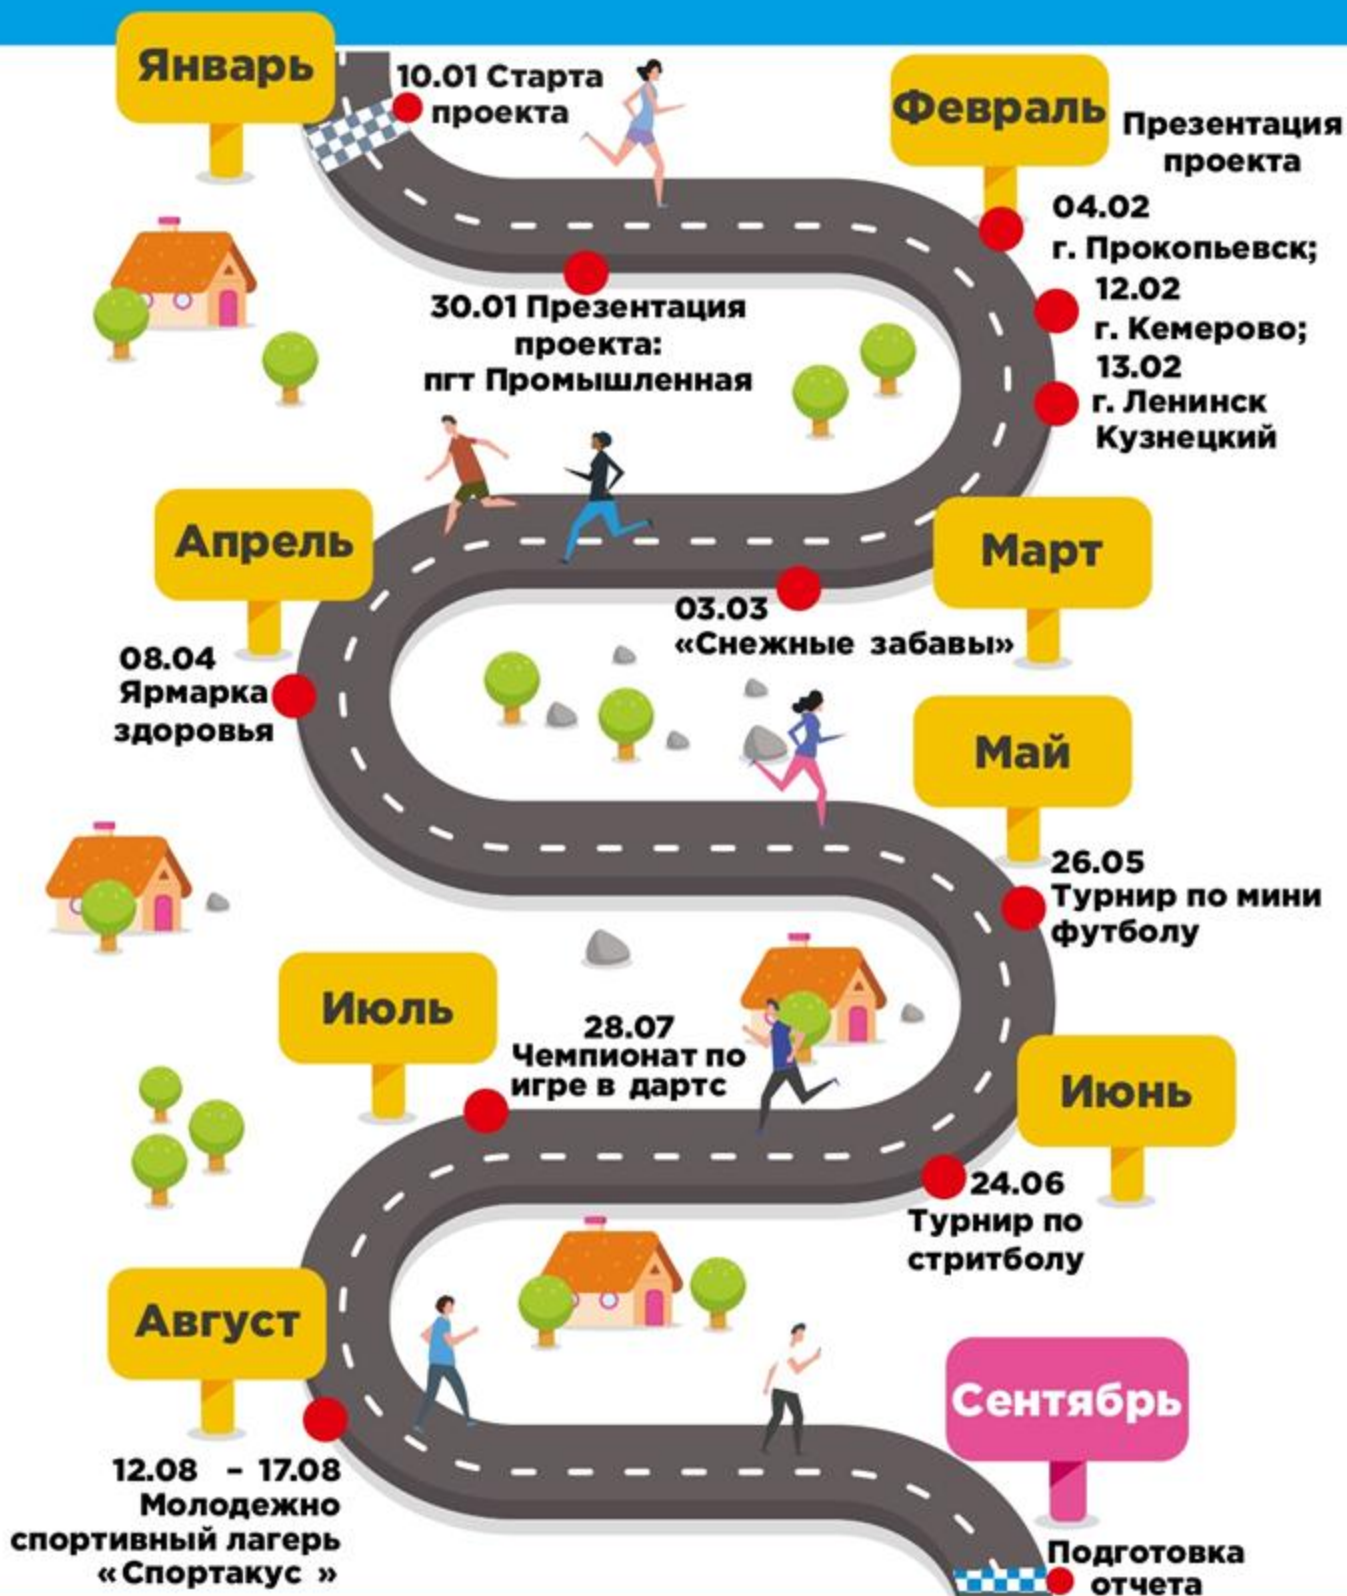 Январь
10.01 Старта
проекта
Февраль
Презентация
проекта
04.02
г. Прокопьевск;
12.02
г. Кемерово;
13.02
г. Ленинск
Кузнецкий
30.01 Презентация
проекта:
пгт Промышленная
Март
03.03
«Снежные забавы»
Апрель
08.04
Ярмарка
здоровья
Май
26.05
Турнир по мини
футболу
Июнь
24.06
Турнир по
стритболу
Июль
28.07
Чемпионат по
игре в дартс
Август
12.08 - 17.08
Молодежно
спортивный лагерь
«Спортакус »
Сентябрь
Подготовка
отчета